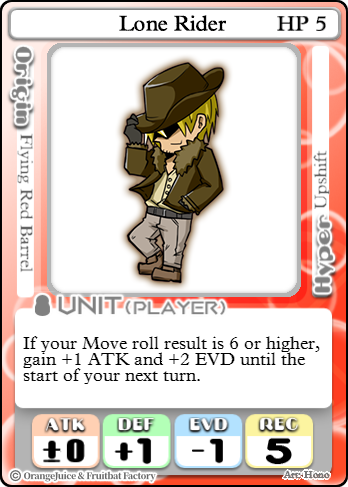 Lone Rider HP 5
Origin
Flying Red Barrel
Hyper Upshift
UNIT (PLAYER)
If your Move roll result is 6 or higher,
gain +1 ATK and +2 EVD until the
start of your next turn.
ATK DEF EVD REC
±0 +1 -1 5
© OrangeJuice & Fruitbat Factory Art: Hono